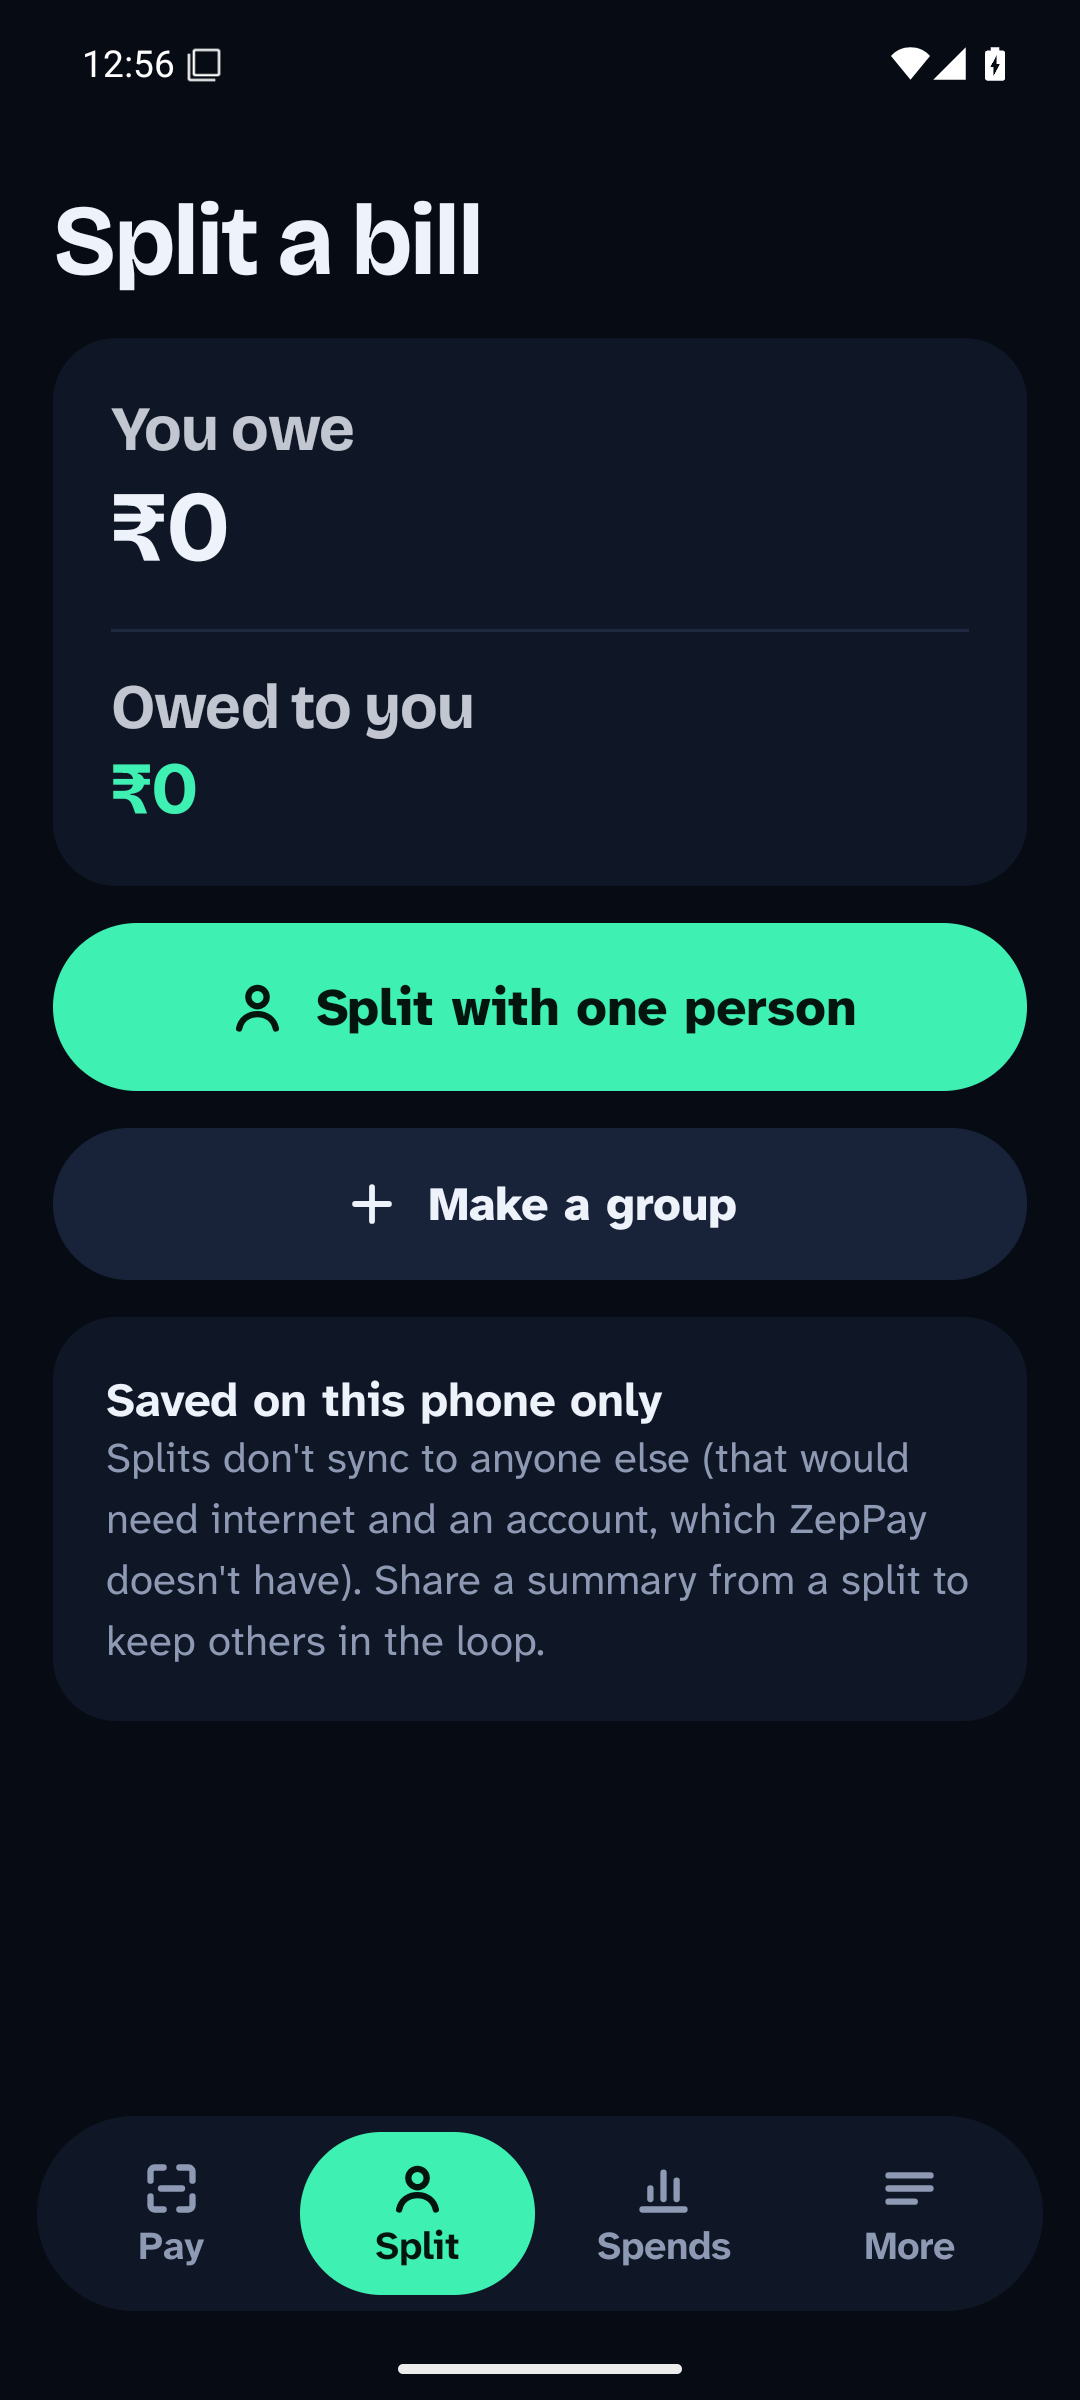 12:56
Split a bill
You owe
₹0
Owed to you
₹0
Split with one person
Make a group
Saved on this phone only
Splits don't sync to anyone else (that would
need internet and an account, which ZepPay
doesn't have). Share a summary from a split to
keep others in the loop.
Pay
Split
Spends
More